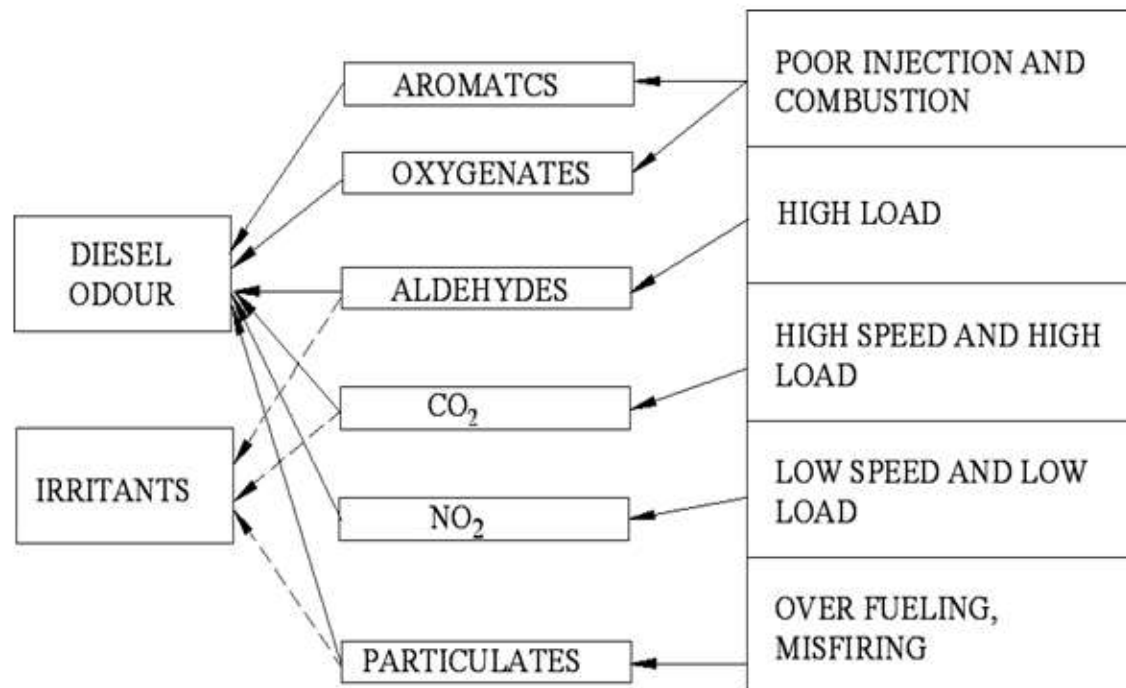 DIESEL
ODOUR
IRRITANTS
AROMATCS
OXYGENATES
ALDEHYDES
CO₂
NO₂
PARTICULATES
POOR INJECTION AND
COMBUSTION
HIGH LOAD
HIGH SPEED AND HIGH
LOAD
LOW SPEED AND LOW
LOAD
OVER FUELING,
MISFIRING